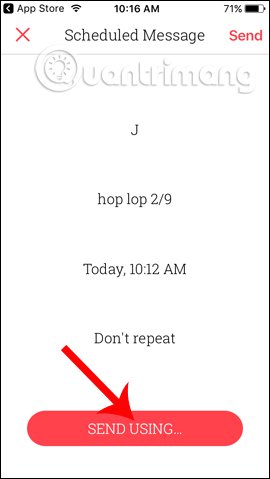 App Store 10:16 AM 71%
Scheduled Message Send
Quantrimang
J
hop lop 2/9
Today, 10:12 AM
Don't repeat
SEND USING...